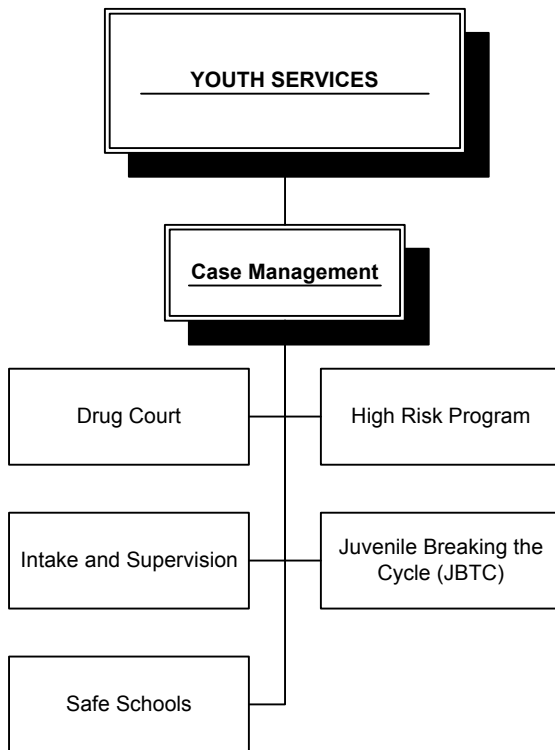 YOUTH SERVICES
Case Management
Drug Court
High Risk Program
Intake and Supervision
Juvenile Breaking the
Cycle (JBTC)
Safe Schools